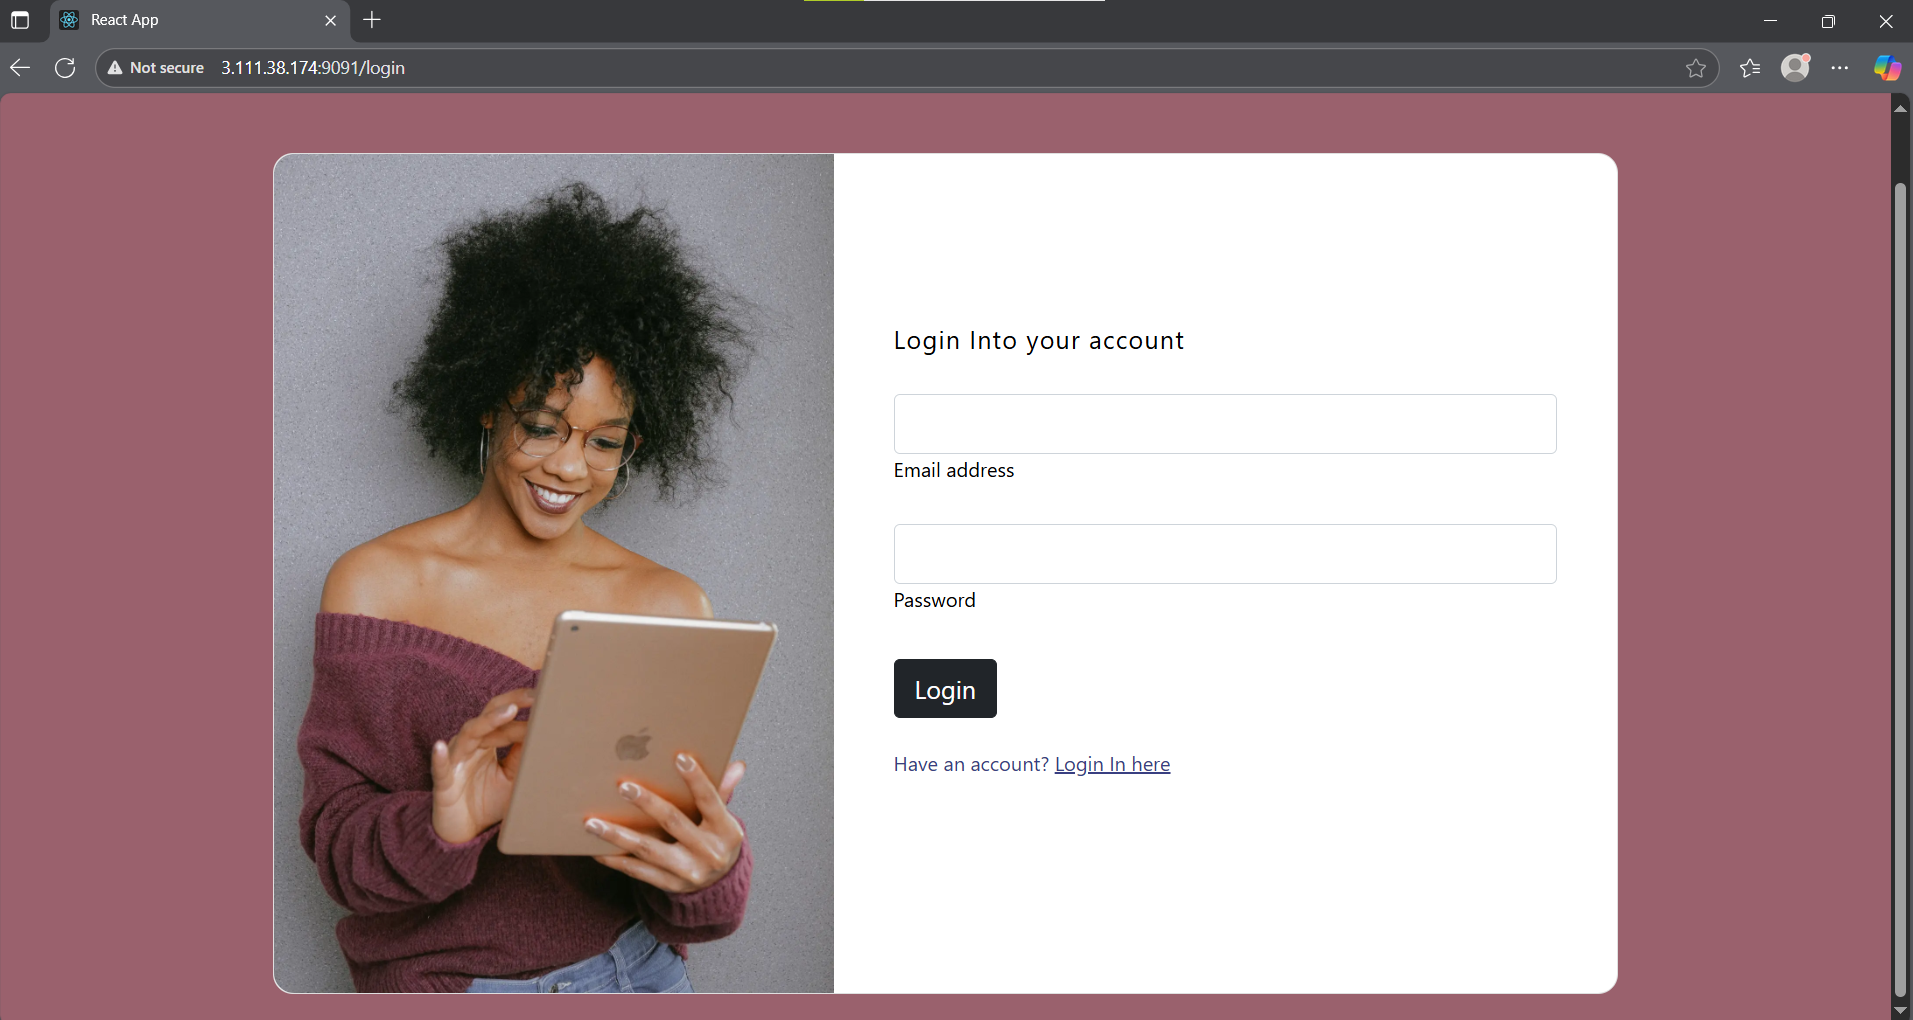 React App
Not secure 3.111.38.174:9091/login
Login Into your account
Email address
Password
Login
Have an account? Login In here